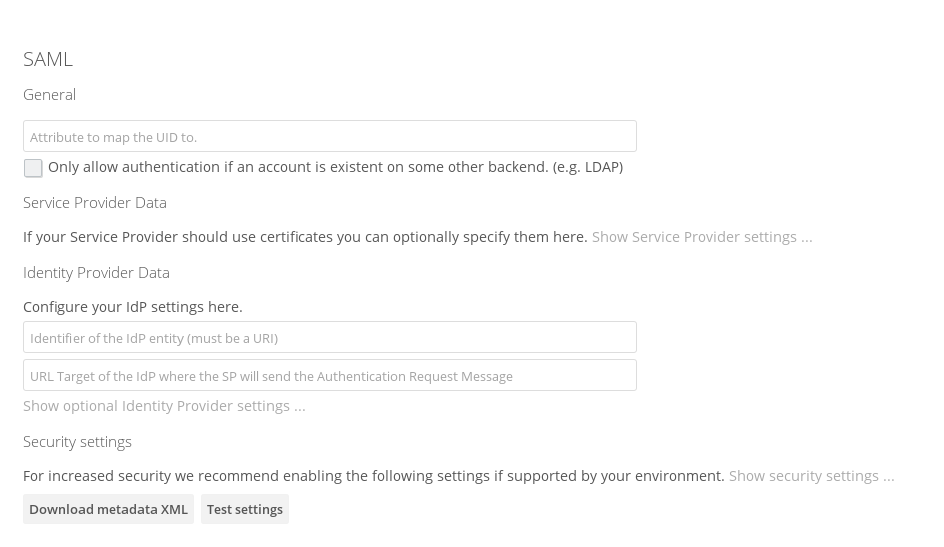 SAML
General
Attribute to map the UID to.
Only allow authentication if an account is existent on some other backend. (e.g. LDAP)
Service Provider Data
If your Service Provider should use certificates you can optionally specify them here. Show Service Provider settings ...
Identity Provider Data
Configure your IdP settings here.
Identifier of the IdP entity (must be a URI)
URL Target of the IdP where the SP will send the Authentication Request Message
Show optional Identity Provider settings ...
Security settings
For increased security we recommend enabling the following settings if supported by your environment. Show security settings ...
Download metadata XML Test settings